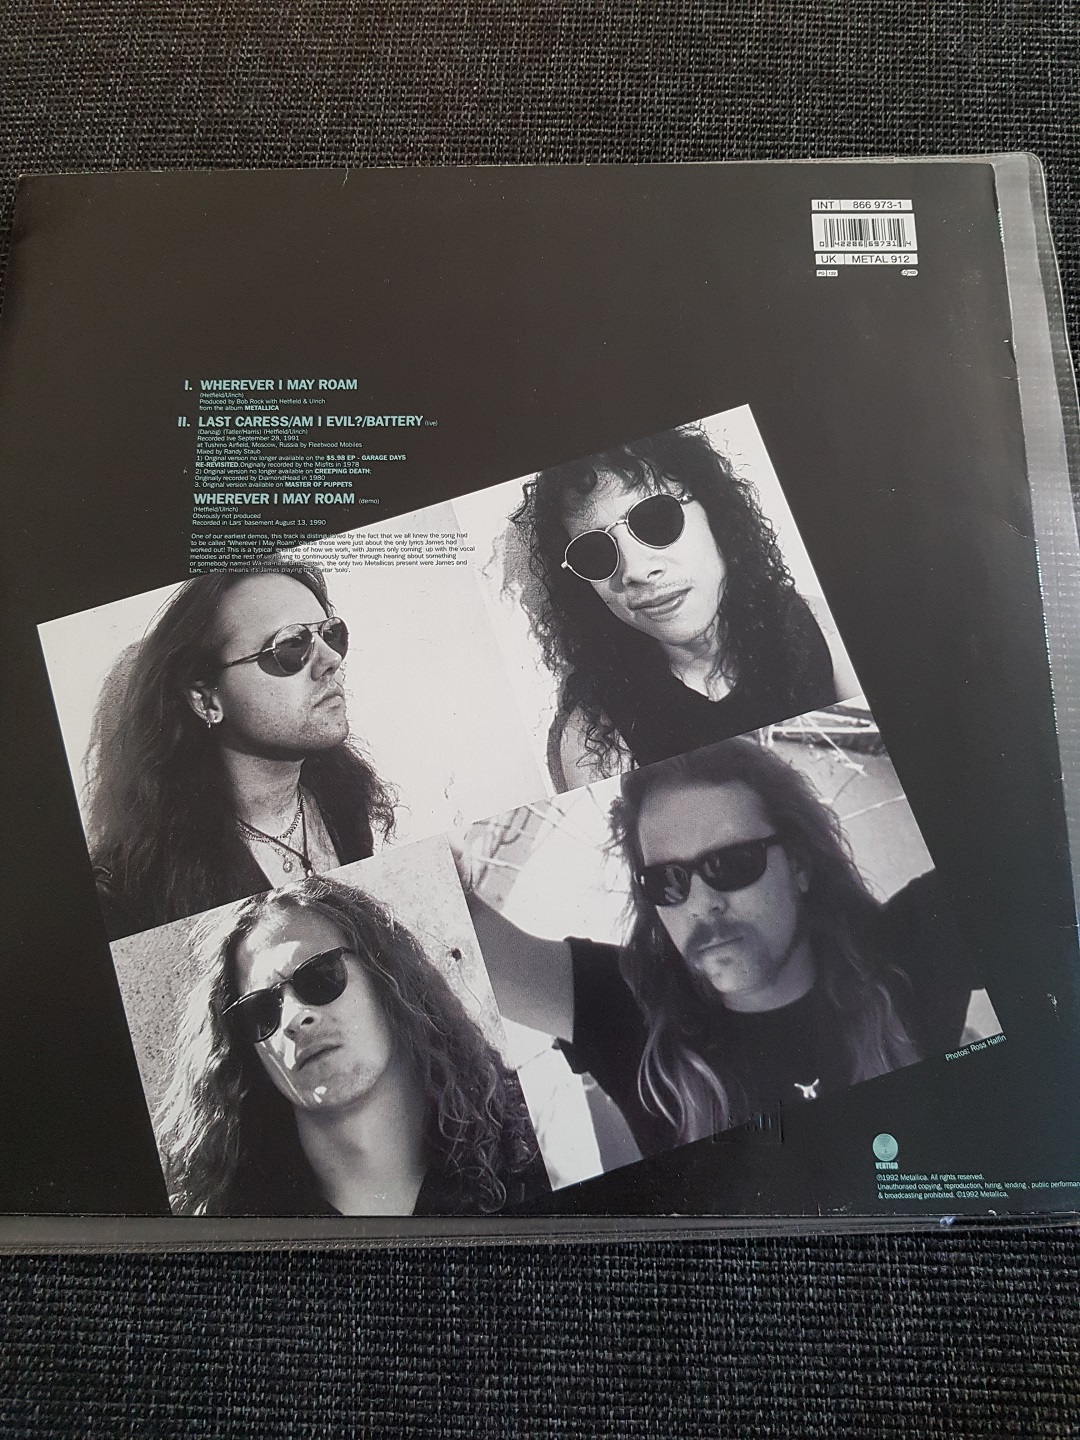 INT 866 973-1
0 42286 69731 4
UK METAL 912
I. WHEREVER I MAY ROAM
(Hetfield/Ulrich)
Produced by Bob Rock with Hetfield & Ulrich
from the album METALLICA
II. LAST CARESS/AM I EVIL?/BATTERY (live)
(Danzig) (Tatler/Harris) (Hetfield/Ulrich)
Recorded live September 28, 1991
at Tushino Airfield, Moscow, Russia by Fleetwood Mobiles
Mixed by Randy Staub
1) Original version no longer available on the $5.98 EP - GARAGE DAYS
RE-REVISITED.Originally recorded by the Misfits in 1978
2) Original version no longer available on CREEPING DEATH;
Originally recorded by DiamondHead in 1980
3. Original version available on MASTER OF PUPPETS
WHEREVER I MAY ROAM (demo)
(Hetfield/Ulrich)
Obviously not produced
Recorded in Lars' basement August 13, 1990
One of our earliest demos, this track is distinguished by the fact that we all knew the song had
to be called "Wherever I May Roam" 'cause those were just about the only lyrics James had
worked out! This is a typical example of how we work, with James only coming up with the vocal
melodies and the rest of us having to continuously suffer through hearing about something
or somebody named Wa-na-na. Once again, the only two Metallicas present were James and
Lars... which means it's James playing the guitar 'solo'.
Photos: Ross Halfin
VERTIGO
℗1992 Metallica. All rights reserved.
Unauthorised copying, reproduction, hiring, lending , public performan
& broadcasting prohibited. ©1992 Metallica.